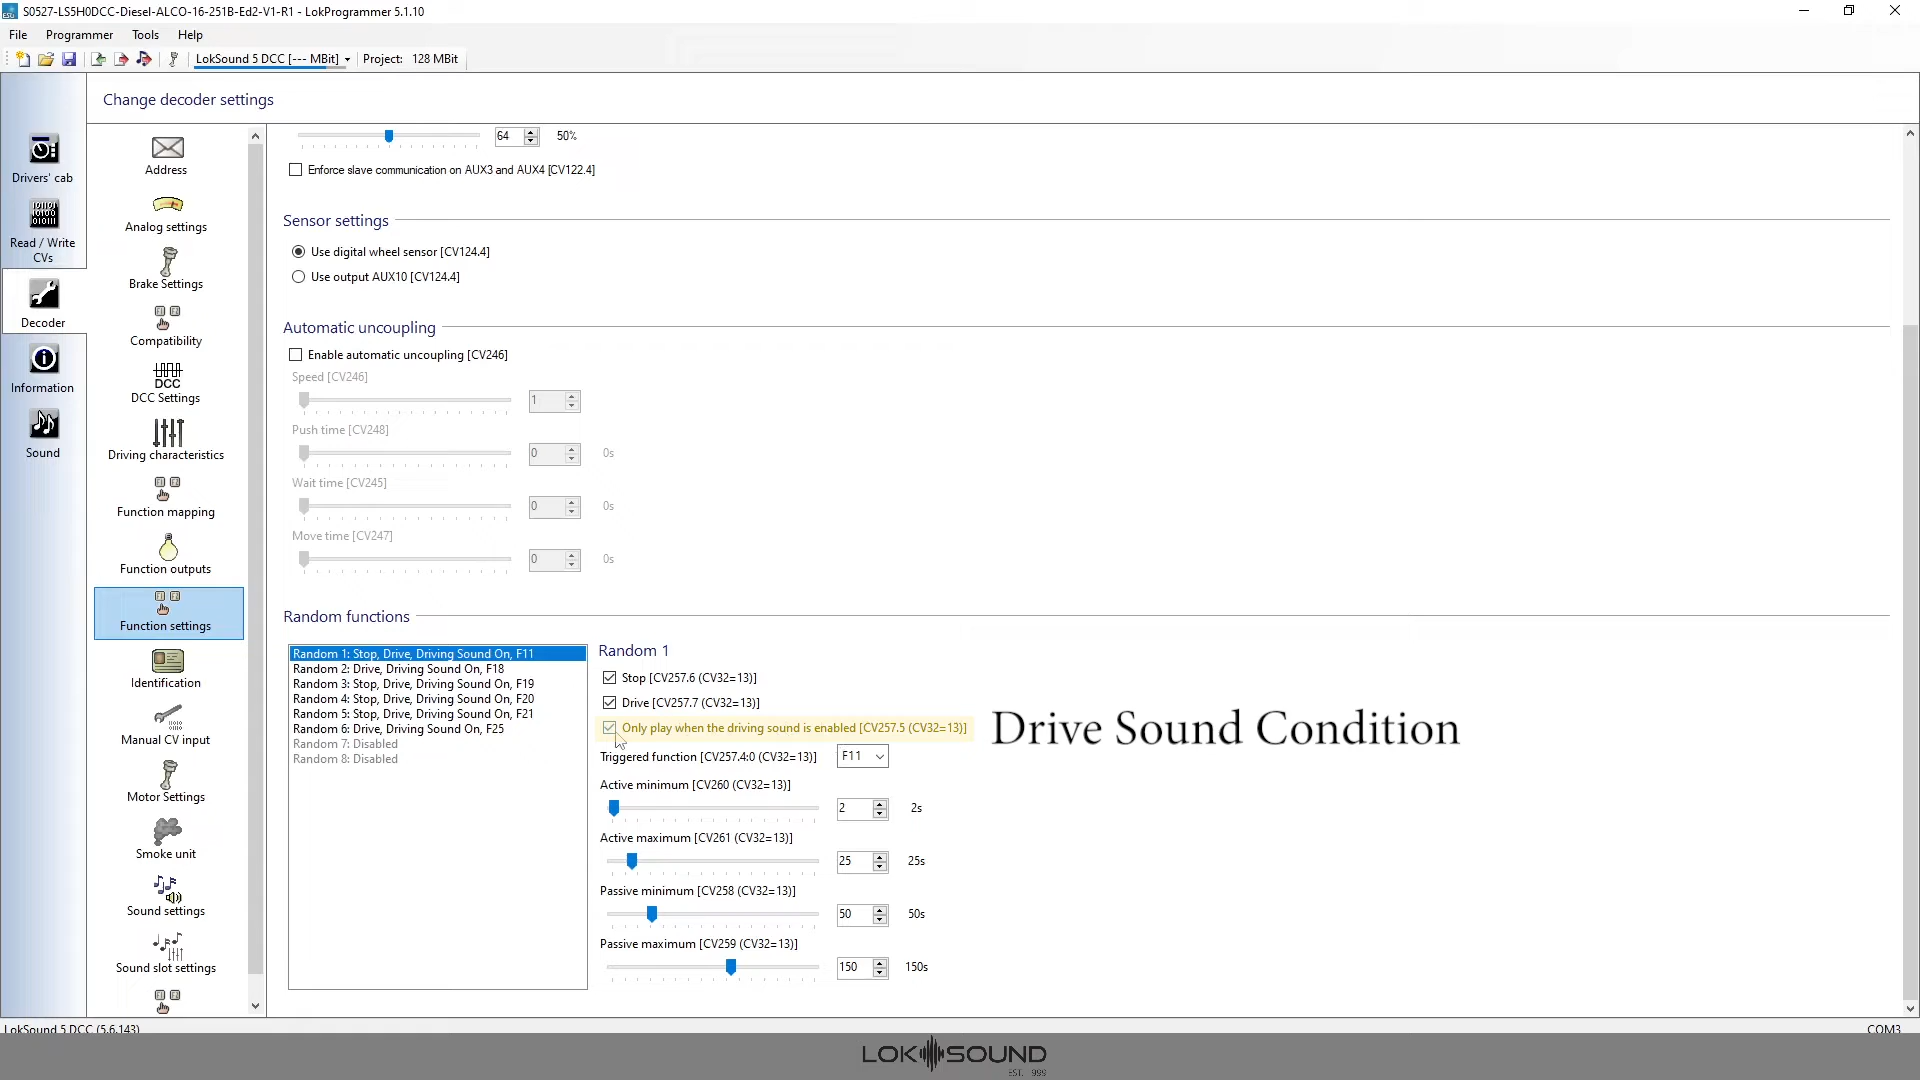 S0527-LS5H0DCC-Diesel-ALCO-16-251B-Ed2-V1-R1 - LokProgrammer 5.1.10
File Programmer Tools Help
LokSound 5 DCC [--- MBit] Project: 128 MBit
Change decoder settings
Drivers' cab
Read / Write
CVs
Decoder
Information
Sound
Address
Analog settings
Brake Settings
Compatibility
DCC
DCC Settings
Driving characteristics
Function mapping
Function outputs
Function settings
Identification
Manual CV input
Motor Settings
Smoke unit
Sound settings
Sound slot settings
64 50%
Enforce slave communication on AUX3 and AUX4 [CV122.4]
Sensor settings
Use digital wheel sensor [CV124.4]
Use output AUX10 [CV124.4]
Automatic uncoupling
Enable automatic uncoupling [CV246]
Speed [CV246]
1
Push time [CV248]
0 0s
Wait time [CV245]
0 0s
Move time [CV247]
0 0s
Random functions
Random 1: Stop, Drive, Driving Sound On, F11
Random 2: Drive, Driving Sound On, F18
Random 3: Stop, Drive, Driving Sound On, F19
Random 4: Stop, Drive, Driving Sound On, F20
Random 5: Stop, Drive, Driving Sound On, F21
Random 6: Drive, Driving Sound On, F25
Random 7: Disabled
Random 8: Disabled
Random 1
Stop [CV257.6 (CV32=13)]
Drive [CV257.7 (CV32=13)]
Only play when the driving sound is enabled [CV257.5 (CV32=13)]
Drive Sound Condition
Triggered function [CV257.4:0 (CV32=13)] F11
Active minimum [CV260 (CV32=13)]
2 2s
Active maximum [CV261 (CV32=13)]
25 25s
Passive minimum [CV258 (CV32=13)]
50 50s
Passive maximum [CV259 (CV32=13)]
150 150s
LokSound 5 DCC (5.6.143) COM3
LOKSOUND
EST. 999